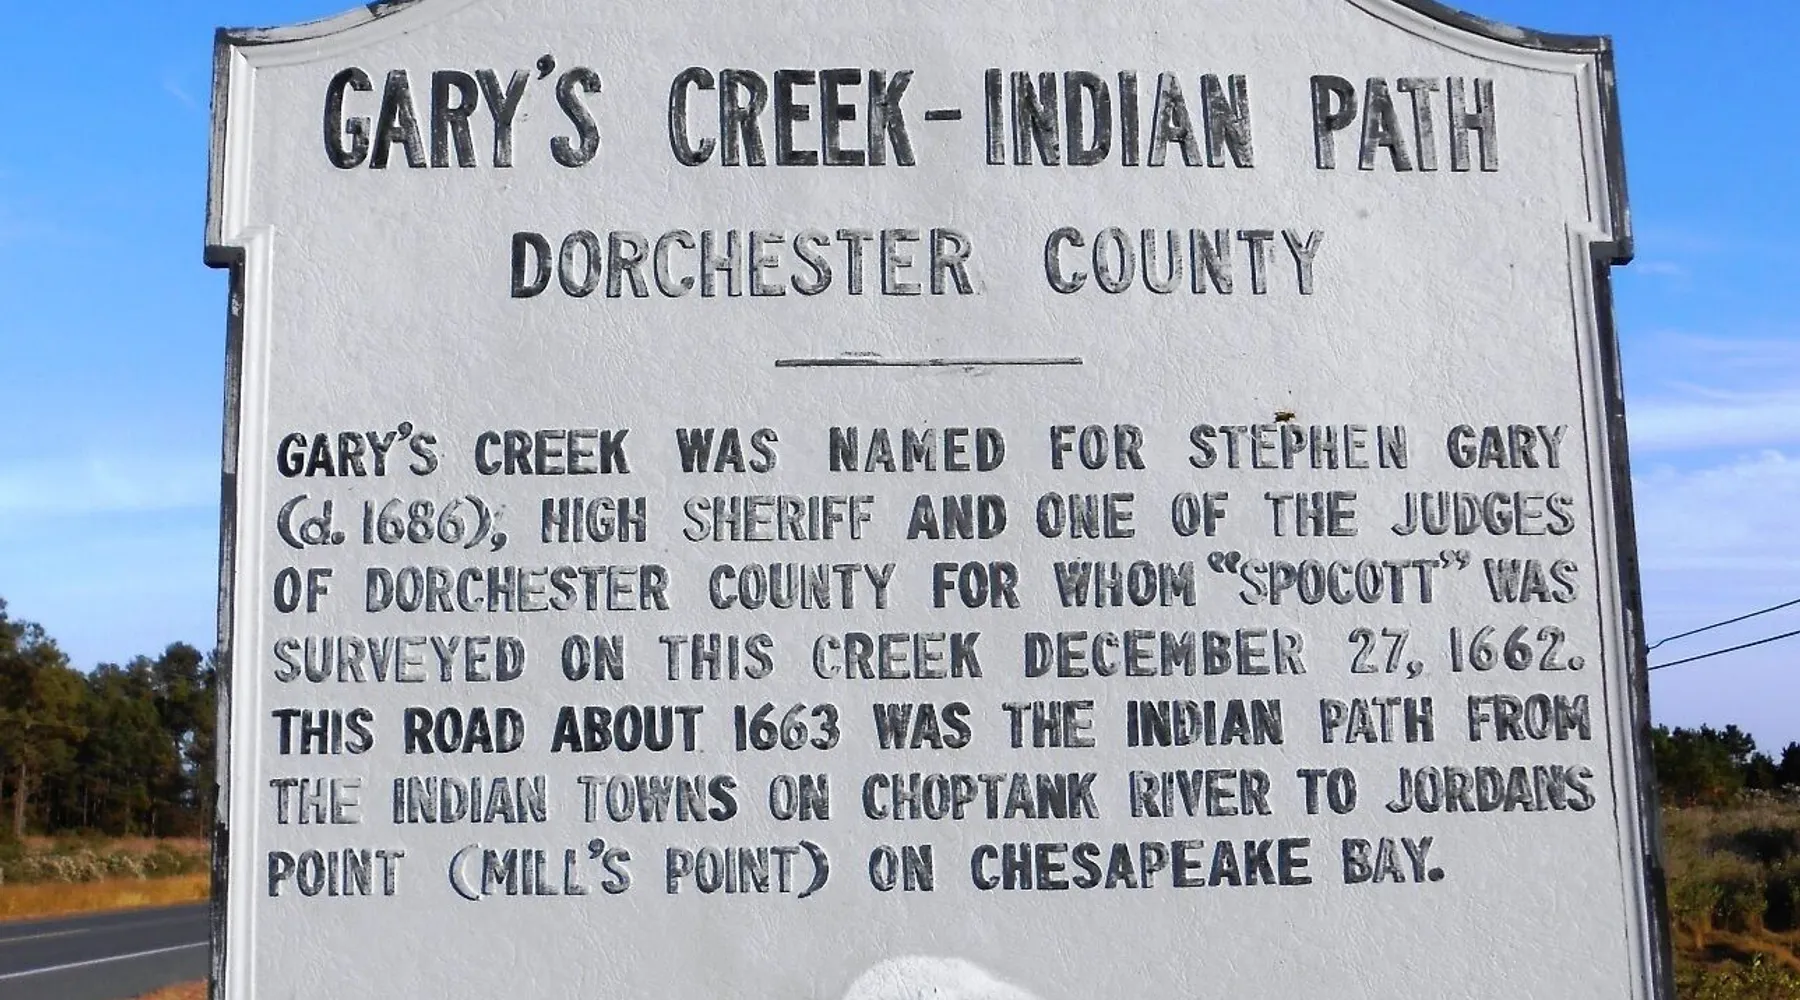 GARY'S CREEK-INDIAN PATH
DORCHESTER COUNTY
GARY'S CREEK WAS NAMED FOR STEPHEN GARY
(d. 1686); HIGH SHERIFF AND ONE OF THE JUDGES
OF DORCHESTER COUNTY FOR WHOM "SPOCOTT" WAS
SURVEYED ON THIS CREEK DECEMBER 27, 1662.
THIS ROAD ABOUT 1663 WAS THE INDIAN PATH FROM
THE INDIAN TOWNS ON CHOPTANK RIVER TO JORDANS
POINT (MILL'S POINT) ON CHESAPEAKE BAY.